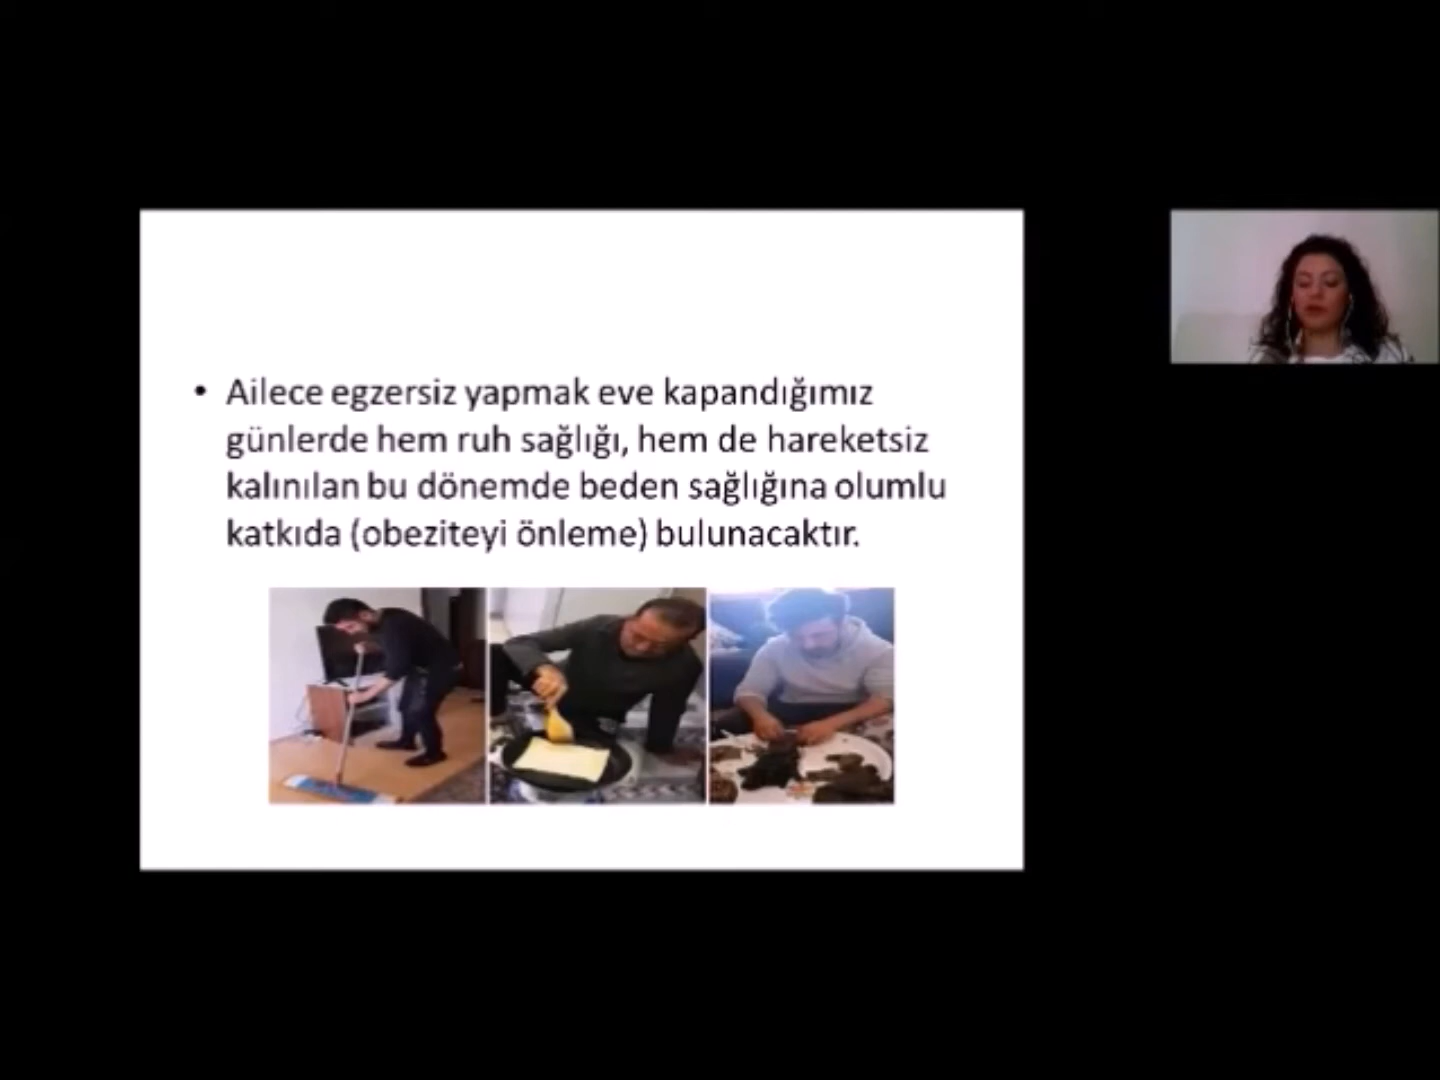 • Ailece egzersiz yapmak eve kapandığımız
günlerde hem ruh sağlığı, hem de hareketsiz
kalınılan bu dönemde beden sağlığına olumlu
katkıda (obeziteyi önleme) bulunacaktır.